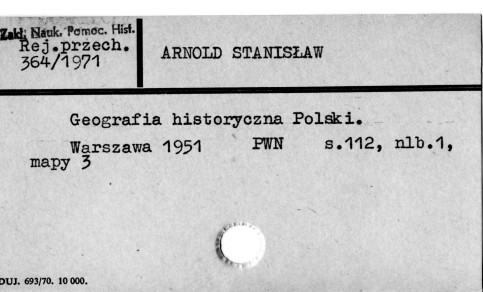 Zakł. Nauk. Pomoc. Hist.
Rej.przech.
364/1971
ARNOLD STANISŁAW
Geografia historyczna Polski.
Warszawa 1951 PWN s.112, nlb.1,
mapy 3
DUJ. 693/70. 10 000.